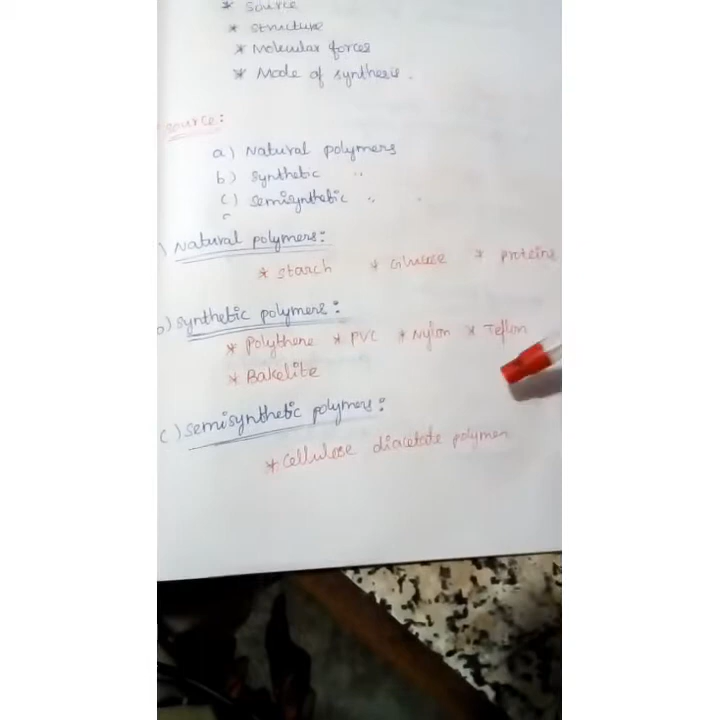 * Source
* Structure
* Molecular forces
* Mode of synthesis.
Source:
a) Natural polymers
b) synthetic "
c) semisynthetic "
) Natural polymers:
* starch * Glucose * proteins
b) synthetic polymers:
* Polythene * PVC * Nylon * Teflon
* Bakelite
c) semisynthetic polymers:
* cellulose diacetate polymer